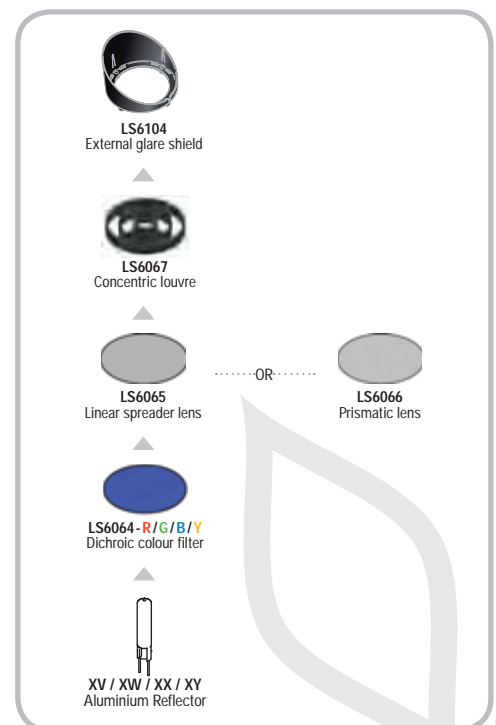 LS6104
External glare shield
LS6067
Concentric louvre
OR
LS6065
Linear spreader lens
LS6066
Prismatic lens
LS6064-R/G/B/Y
Dichroic colour filter
XV / XW / XX / XY
Aluminium Reflector